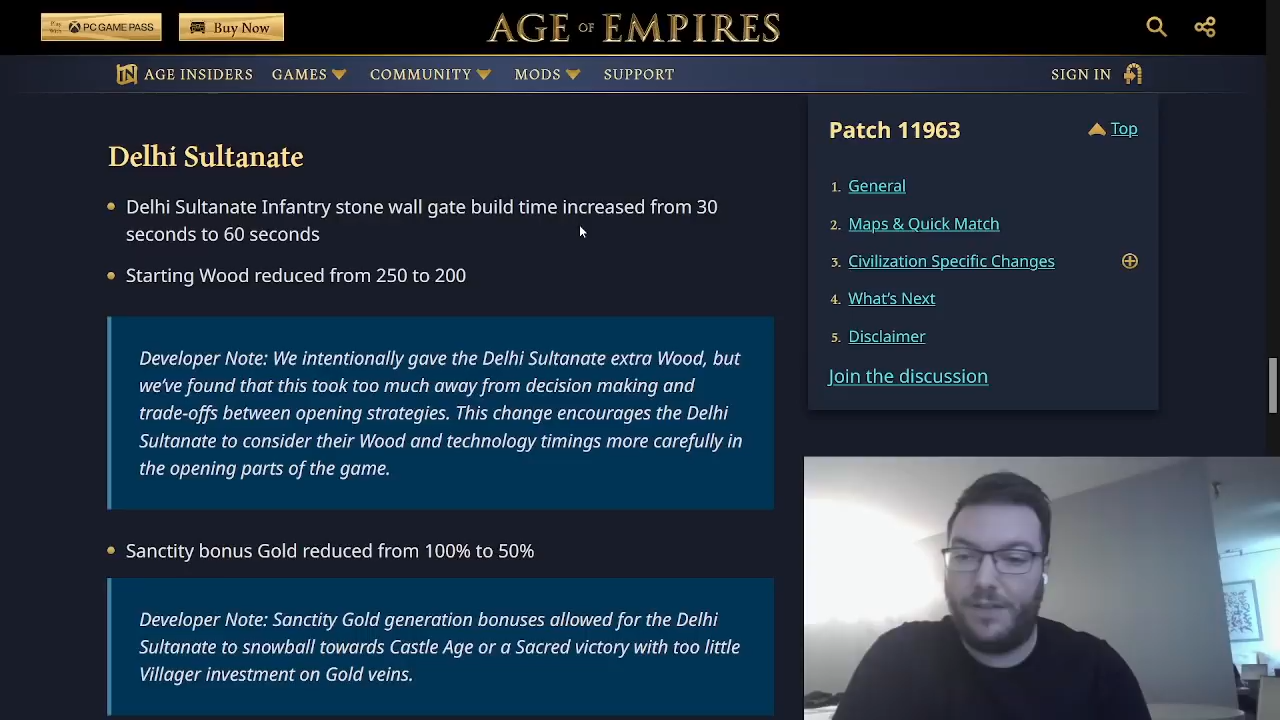 Play With PC GAME PASS
Buy Now
AGE OF EMPIRES
AGE INSIDERS
GAMES
COMMUNITY
MODS
SUPPORT
SIGN IN
Delhi Sultanate
Delhi Sultanate Infantry stone wall gate build time increased from 30
seconds to 60 seconds
Starting Wood reduced from 250 to 200
Developer Note: We intentionally gave the Delhi Sultanate extra Wood, but
we've found that this took too much away from decision making and
trade-offs between opening strategies. This change encourages the Delhi
Sultanate to consider their Wood and technology timings more carefully in
the opening parts of the game.
Sanctity bonus Gold reduced from 100% to 50%
Developer Note: Sanctity Gold generation bonuses allowed for the Delhi
Sultanate to snowball towards Castle Age or a Sacred victory with too little
Villager investment on Gold veins.
Patch 11963
Top
1. General
2. Maps & Quick Match
3. Civilization Specific Changes
4. What's Next
5. Disclaimer
Join the discussion